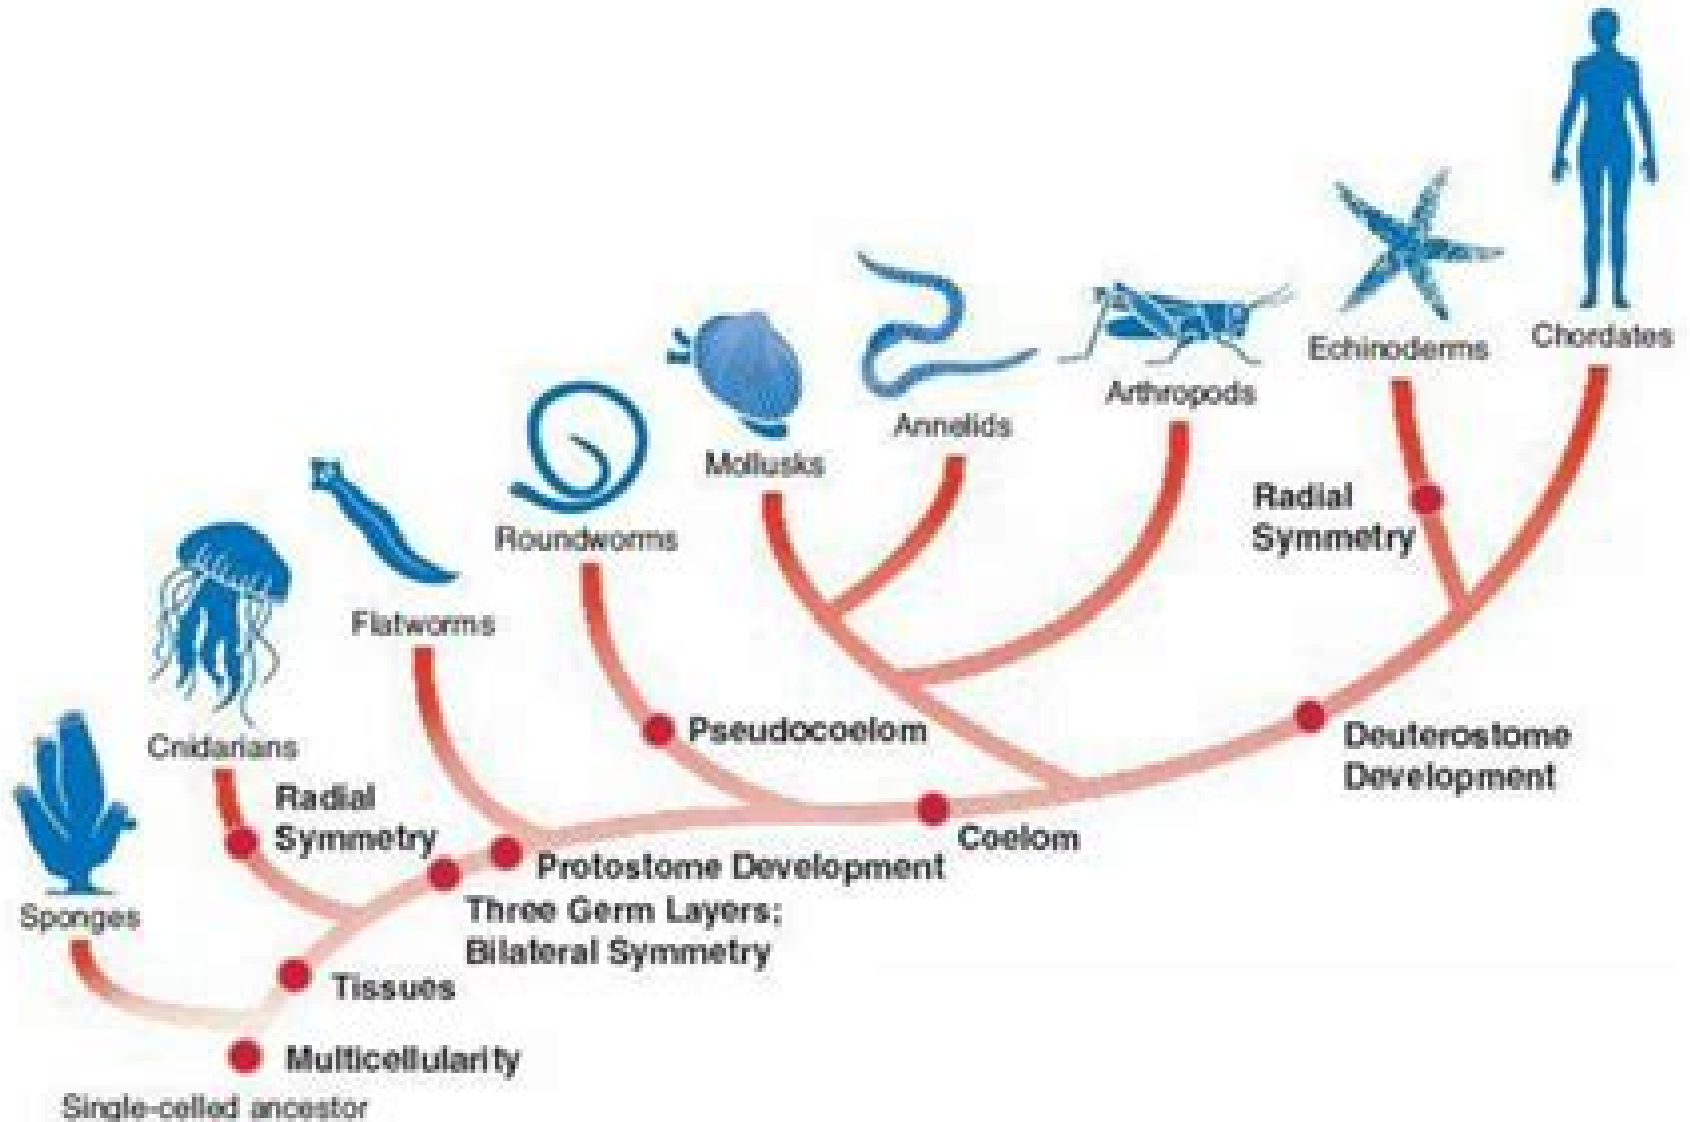 Chordates
Echinoderms
Arthropods
Annelids
Mollusks
Radial
Symmetry
Roundworms
Flatworms
Pseudocoelom
Deuterostome
Development
Cnidarians
Radial
Symmetry
Coelom
Protostome Development
Sponges
Three Germ Layers;
Bilateral Symmetry
Tissues
Multicellularity
Single-celled ancestor